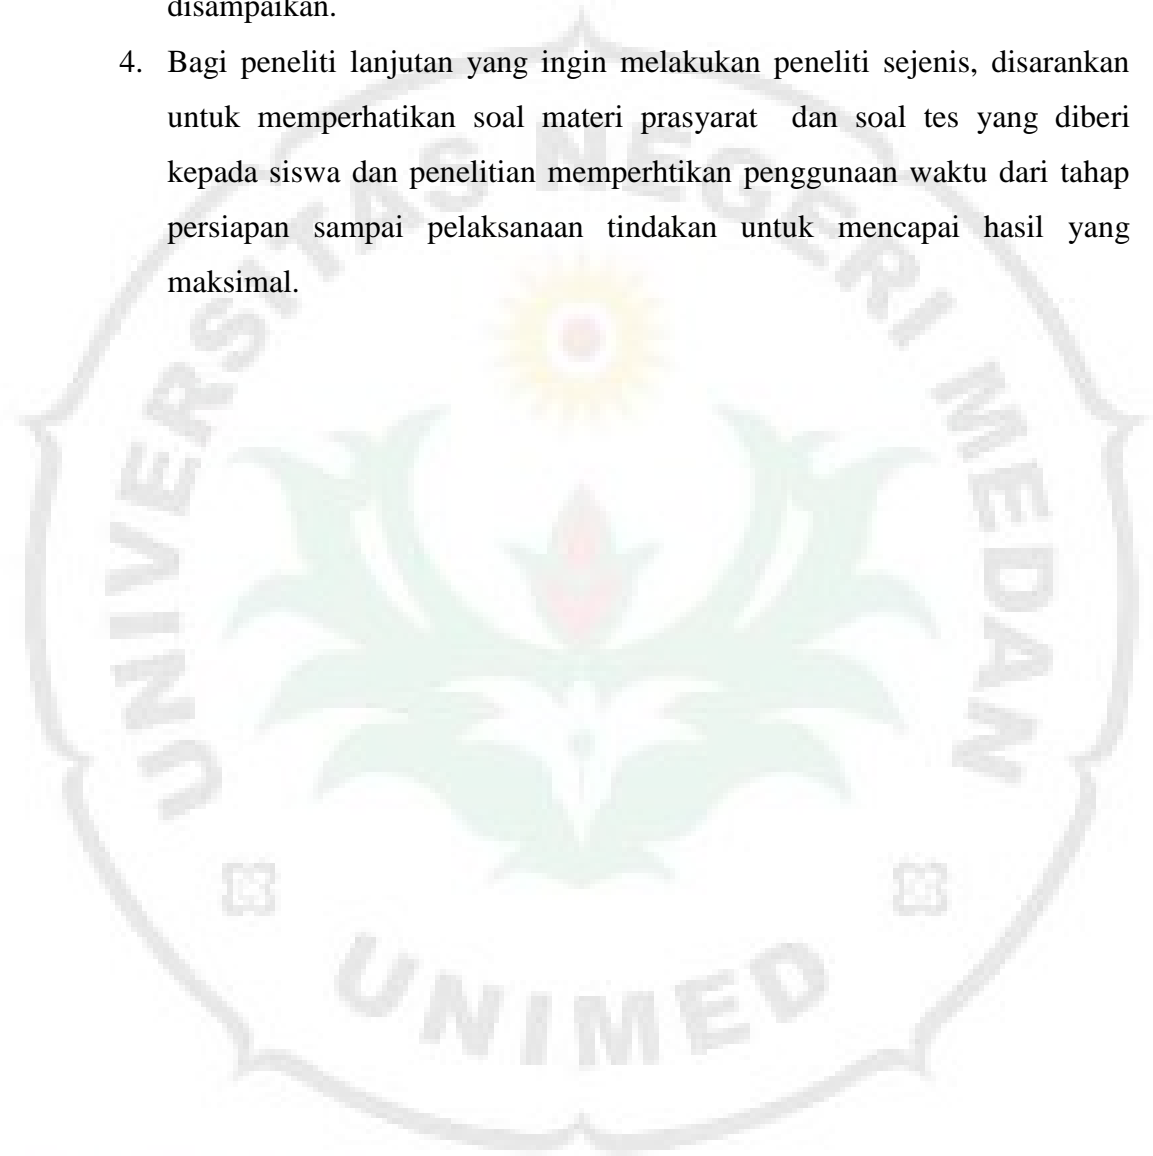 disampaikan.
4. Bagi peneliti lanjutan yang ingin melakukan peneliti sejenis, disarankan
untuk memperhatikan soal materi prasyarat dan soal tes yang diberi
kepada siswa dan penelitian memperhtikan penggunaan waktu dari tahap
persiapan sampai pelaksanaan tindakan untuk mencapai hasil yang
maksimal.
UNIVERSITAS NEGERI MEDAN
UNIMED